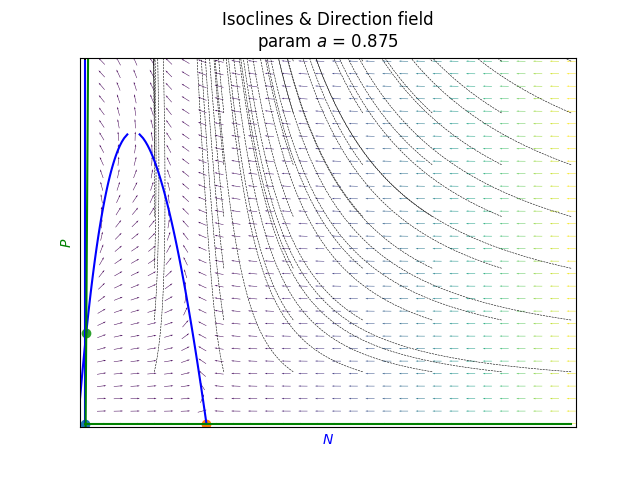 Isoclines & Direction field
param a = 0.875
P
N